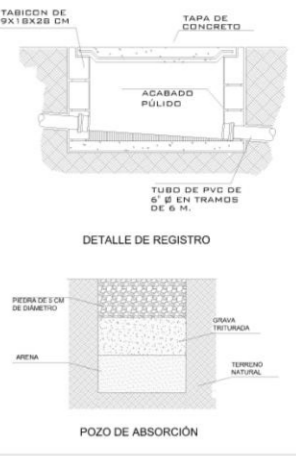 TABICON DE
9X18X28 CM
TAPA DE
CONCRETO
ACABADO
PÚLIDO
TUBO DE PVC DE
6' Ø EN TRAMOS
DE 6 M.
DETALLE DE REGISTRO
PIEDRA DE 5 CM
DE DIÁMETRO
GRAVA
TRITURADA
ARENA
TERRENO
NATURAL
POZO DE ABSORCIÓN